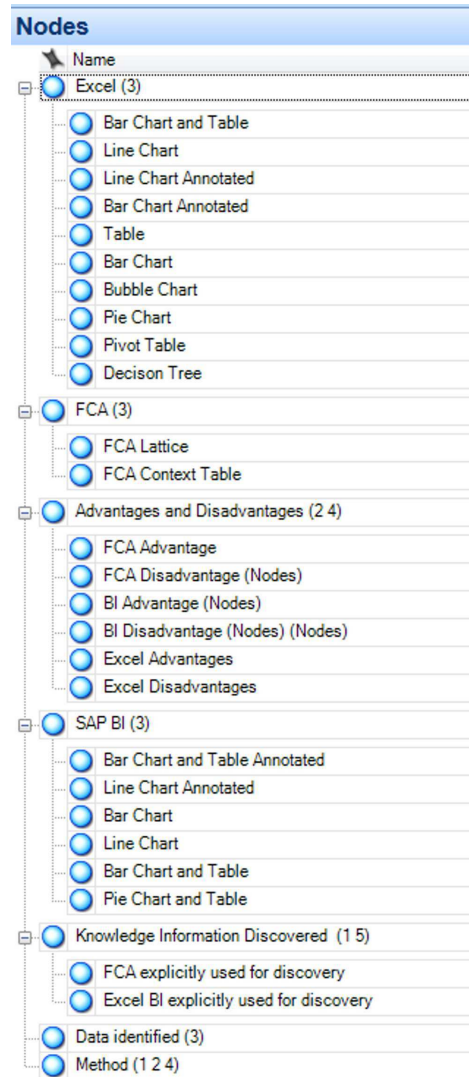 Nodes
Name
Excel (3)
Bar Chart and Table
Line Chart
Line Chart Annotated
Bar Chart Annotated
Table
Bar Chart
Bubble Chart
Pie Chart
Pivot Table
Decison Tree
FCA (3)
FCA Lattice
FCA Context Table
Advantages and Disadvantages (2 4)
FCA Advantage
FCA Disadvantage (Nodes)
BI Advantage (Nodes)
BI Disadvantage (Nodes) (Nodes)
Excel Advantages
Excel Disadvantages
SAP BI (3)
Bar Chart and Table Annotated
Line Chart Annotated
Bar Chart
Line Chart
Bar Chart and Table
Pie Chart and Table
Knowledge Information Discovered (1 5)
FCA explicitly used for discovery
Excel BI explicitly used for discovery
Data identified (3)
Method (1 2 4)